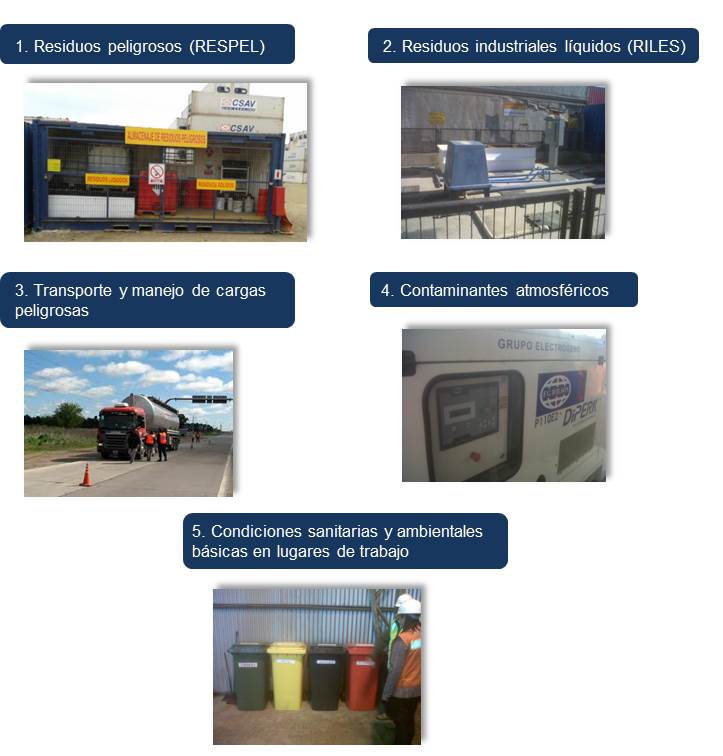 1. Residuos peligrosos (RESPEL)
2. Residuos industriales líquidos (RILES)
CSAV
CSAV
ALMACENAJE DE RESIDUOS PELIGROSOS
RESIDUOS LIQUIDOS
RESIDUOS SOLIDOS
3. Transporte y manejo de cargas
peligrosas
4. Contaminantes atmosféricos
GRUPO ELECTROGENO
DIPERK
P110E2
5. Condiciones sanitarias y ambientales
básicas en lugares de trabajo